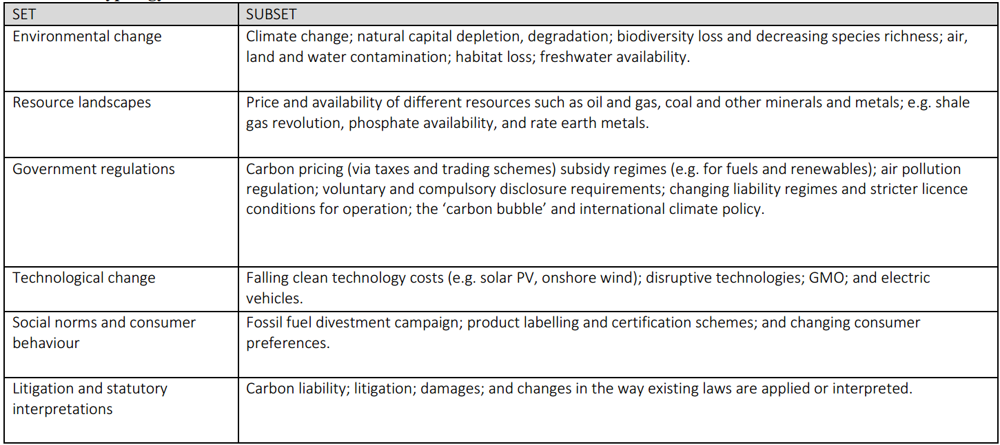 SET
SUBSET
Environmental change
Climate change; natural capital depletion, degradation; biodiversity loss and decreasing species richness; air,
land and water contamination; habitat loss; freshwater availability.
Resource landscapes
Price and availability of different resources such as oil and gas, coal and other minerals and metals; e.g. shale
gas revolution, phosphate availability, and rate earth metals.
Government regulations
Carbon pricing (via taxes and trading schemes) subsidy regimes (e.g. for fuels and renewables); air pollution
regulation; voluntary and compulsory disclosure requirements; changing liability regimes and stricter licence
conditions for operation; the ‘carbon bubble’ and international climate policy.
Technological change
Falling clean technology costs (e.g. solar PV, onshore wind); disruptive technologies; GMO; and electric
vehicles.
Social norms and consumer
behaviour
Fossil fuel divestment campaign; product labelling and certification schemes; and changing consumer
preferences.
Litigation and statutory
interpretations
Carbon liability; litigation; damages; and changes in the way existing laws are applied or interpreted.